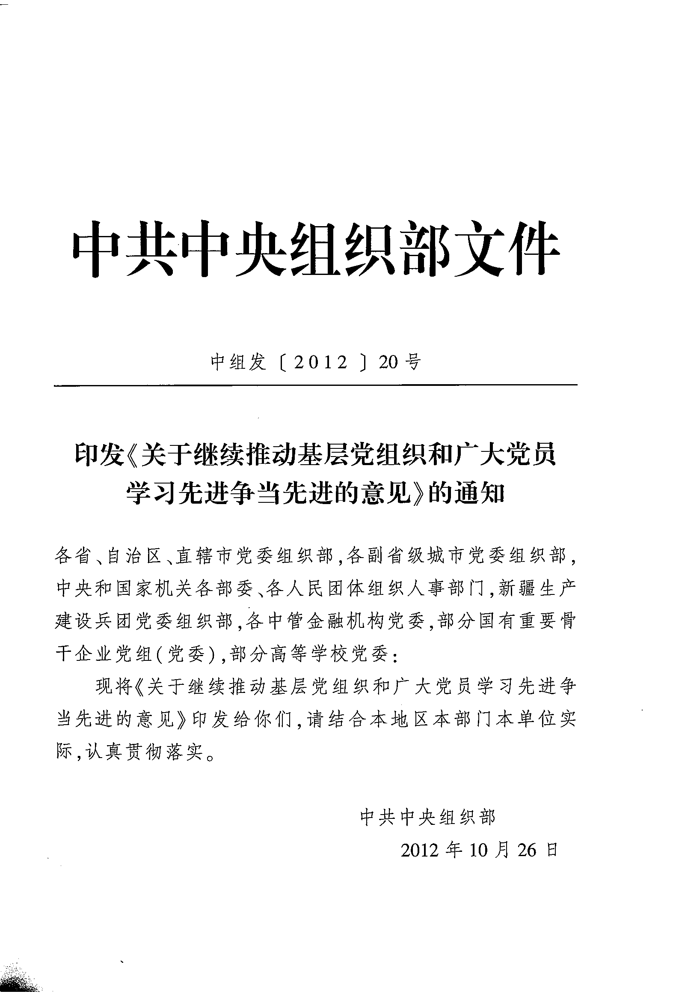 中共中央组织部文件
中组发〔2012〕20号
印发《关于继续推动基层党组织和广大党员
学习先进争当先进的意见》的通知
各省、自治区、直辖市党委组织部,各副省级城市党委组织部,
中央和国家机关各部委、各人民团体组织人事部门,新疆生产
建设兵团党委组织部,各中管金融机构党委,部分国有重要骨
干企业党组(党委),部分高等学校党委:
现将《关于继续推动基层党组织和广大党员学习先进争
当先进的意见》印发给你们,请结合本地区本部门本单位实
际,认真贯彻落实。
中共中央组织部
2012 年 10 月 26 日